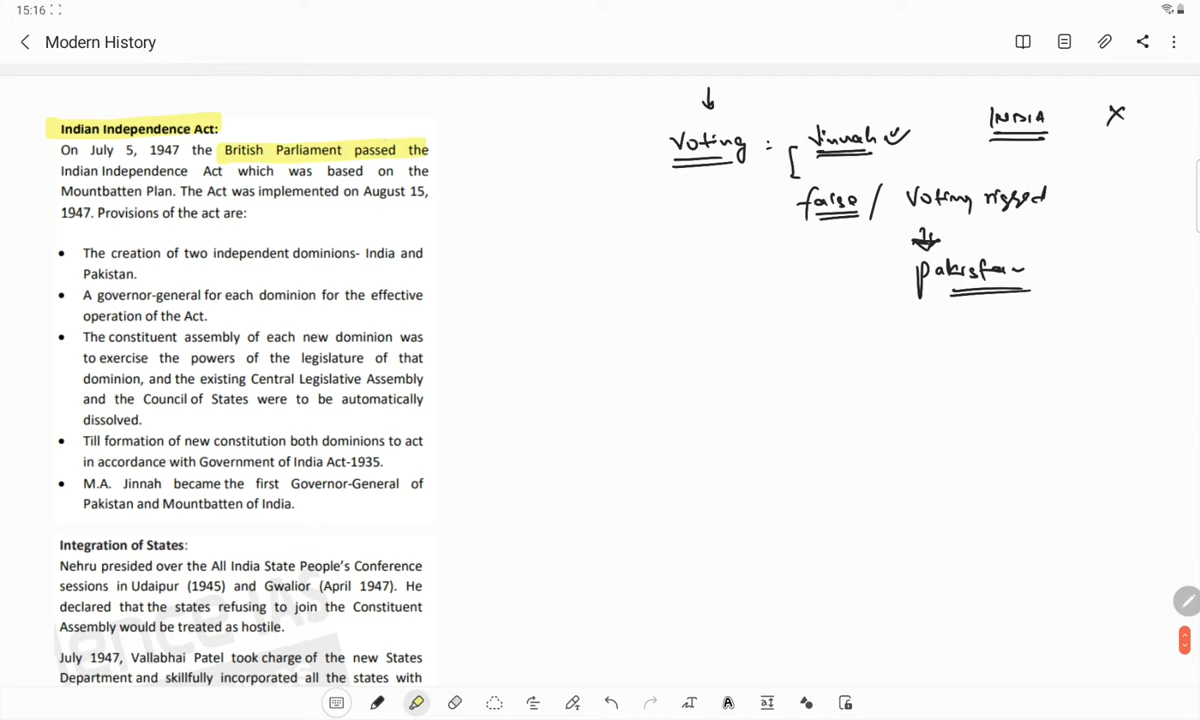 15:16
Modern History
Indian Independence Act:
On July 5, 1947 the British Parliament passed the
Indian Independence Act which was based on the
Mountbatten Plan. The Act was implemented on August 15,
1947. Provisions of the act are:
• The creation of two independent dominions- India and
Pakistan.
• A governor-general for each dominion for the effective
operation of the Act.
• The constituent assembly of each new dominion was
to exercise the powers of the legislature of that
dominion, and the existing Central Legislative Assembly
and the Council of States were to be automatically
dissolved.
• Till formation of new constitution both dominions to act
in accordance with Government of India Act-1935.
• M.A. Jinnah became the first Governor-General of
Pakistan and Mountbatten of India.
Integration of States:
Nehru presided over the All India State People's Conference
sessions in Udaipur (1945) and Gwalior (April 1947). He
declared that the states refusing to join the Constituent
Assembly would be treated as hostile.
July 1947, Vallabhai Patel took charge of the new States
Department and skillfully incorporated all the states with
↓
Voting : [ Jinnah ✓
INDIA X
false / Voting rigged
↓
Pakistan